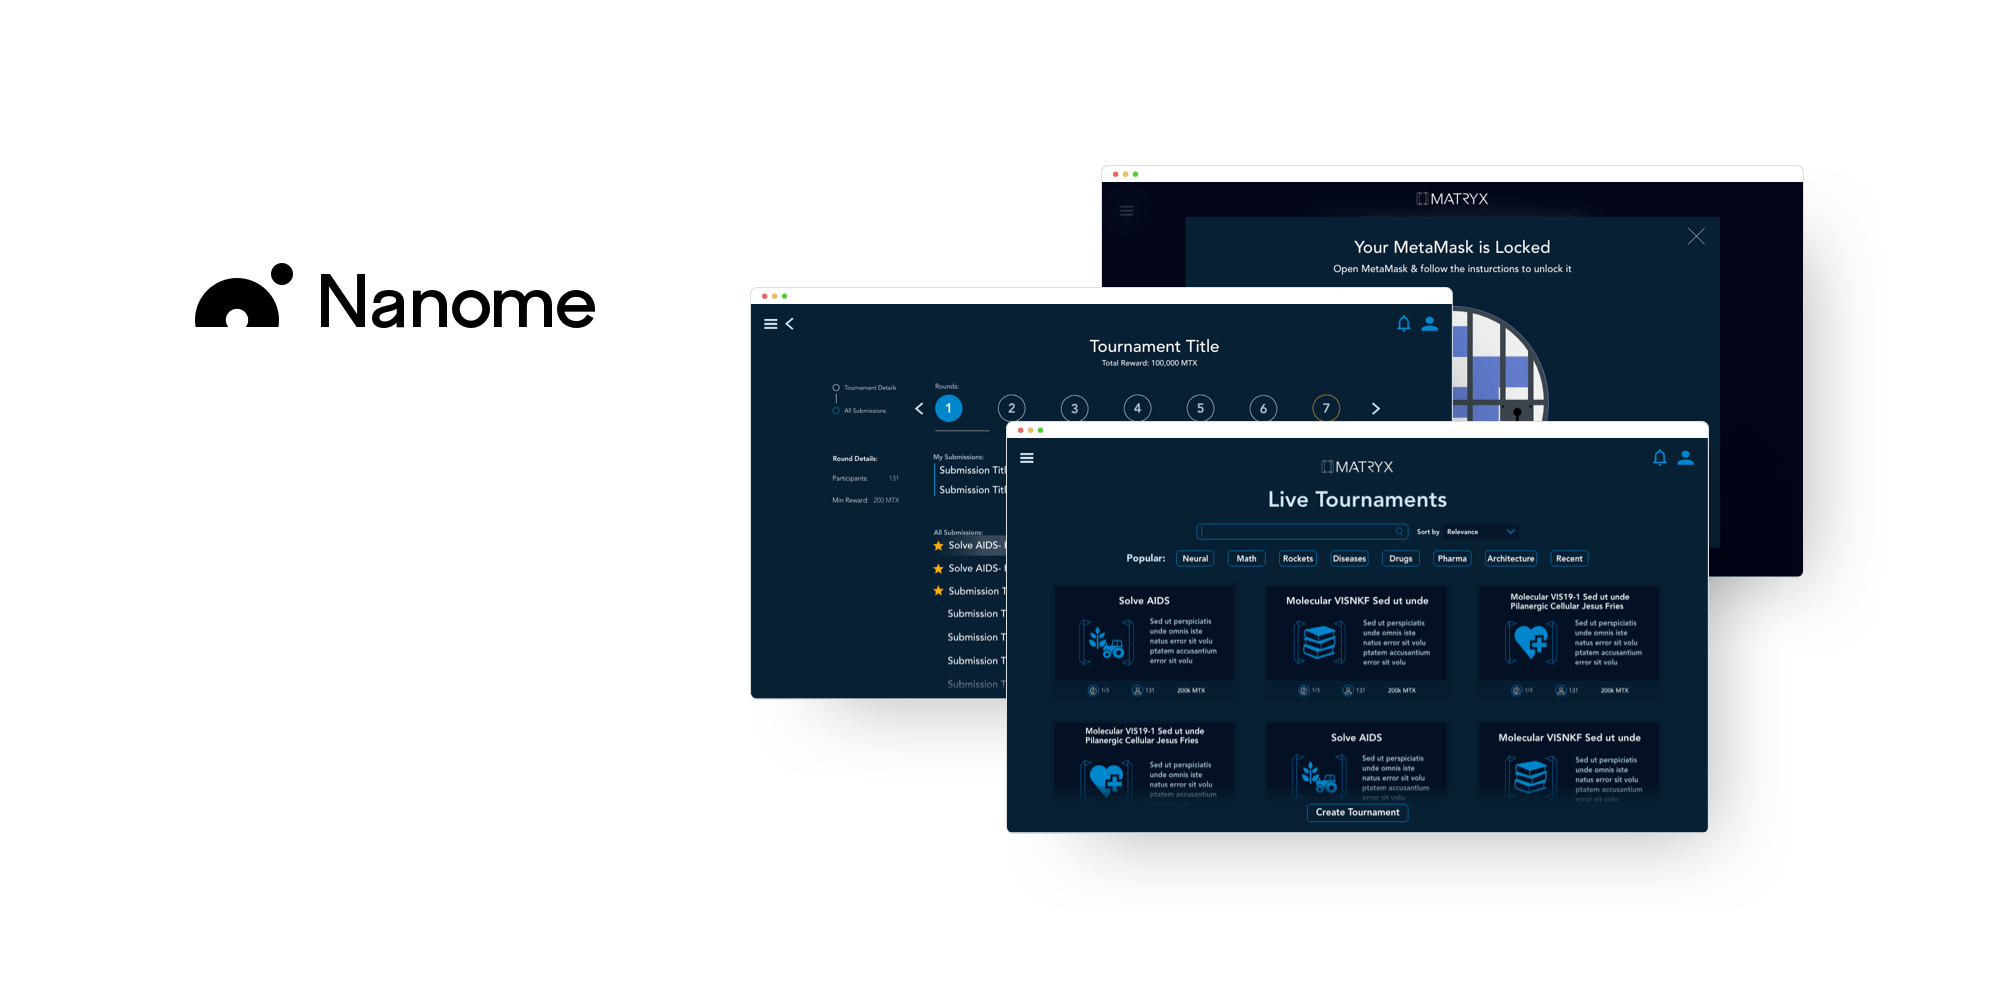 Nanome
MATRYX
Your MetaMask is Locked
Open MetaMask & follow the insturctions to unlock it
Tournament Title
Total Reward: 100,000 MTX
Tournament Details
All Submissions
Rounds:
1 2 3 4 5 6 7
Round Details:
Participants: 131
Min Reward: 200 MTX
My Submissions:
Submission Titl
Submission Titl
All Submissions:
Solve AIDS-
Solve AIDS-
Submission T
Submission T
Submission T
Submission T
Submission T
MATRYX
Live Tournaments
Sort by Relevance
Popular: Neural Math Rockets Diseases Drugs Pharma Architecture Recent
Solve AIDS
Sed ut perspiciatis
unde omnis iste
natus error sit volu
ptatem accusantium
error sit volu
1/3 131 200k MTX
Molecular VISNKF Sed ut unde
Sed ut perspiciatis
unde omnis iste
natus error sit volu
ptatem accusantium
error sit volu
1/3 131 200k MTX
Molecular VIS19-1 Sed ut unde
Pilanergic Cellular Jesus Fries
Sed ut perspiciatis
unde omnis iste
natus error sit volu
ptatem accusantium
error sit volu
1/3 131 200k MTX
Molecular VIS19-1 Sed ut unde
Pilanergic Cellular Jesus Fries
Sed ut perspiciatis
unde omnis iste
natus error sit volu
ptatem accusantium
Solve AIDS
Sed ut perspiciatis
unde omnis iste
natus error sit volu
ptatem accusantium
error sit volu
Molecular VISNKF Sed ut unde
Sed ut perspiciatis
unde omnis iste
natus error sit volu
ptatem accusantium
error sit volu
Create Tournament